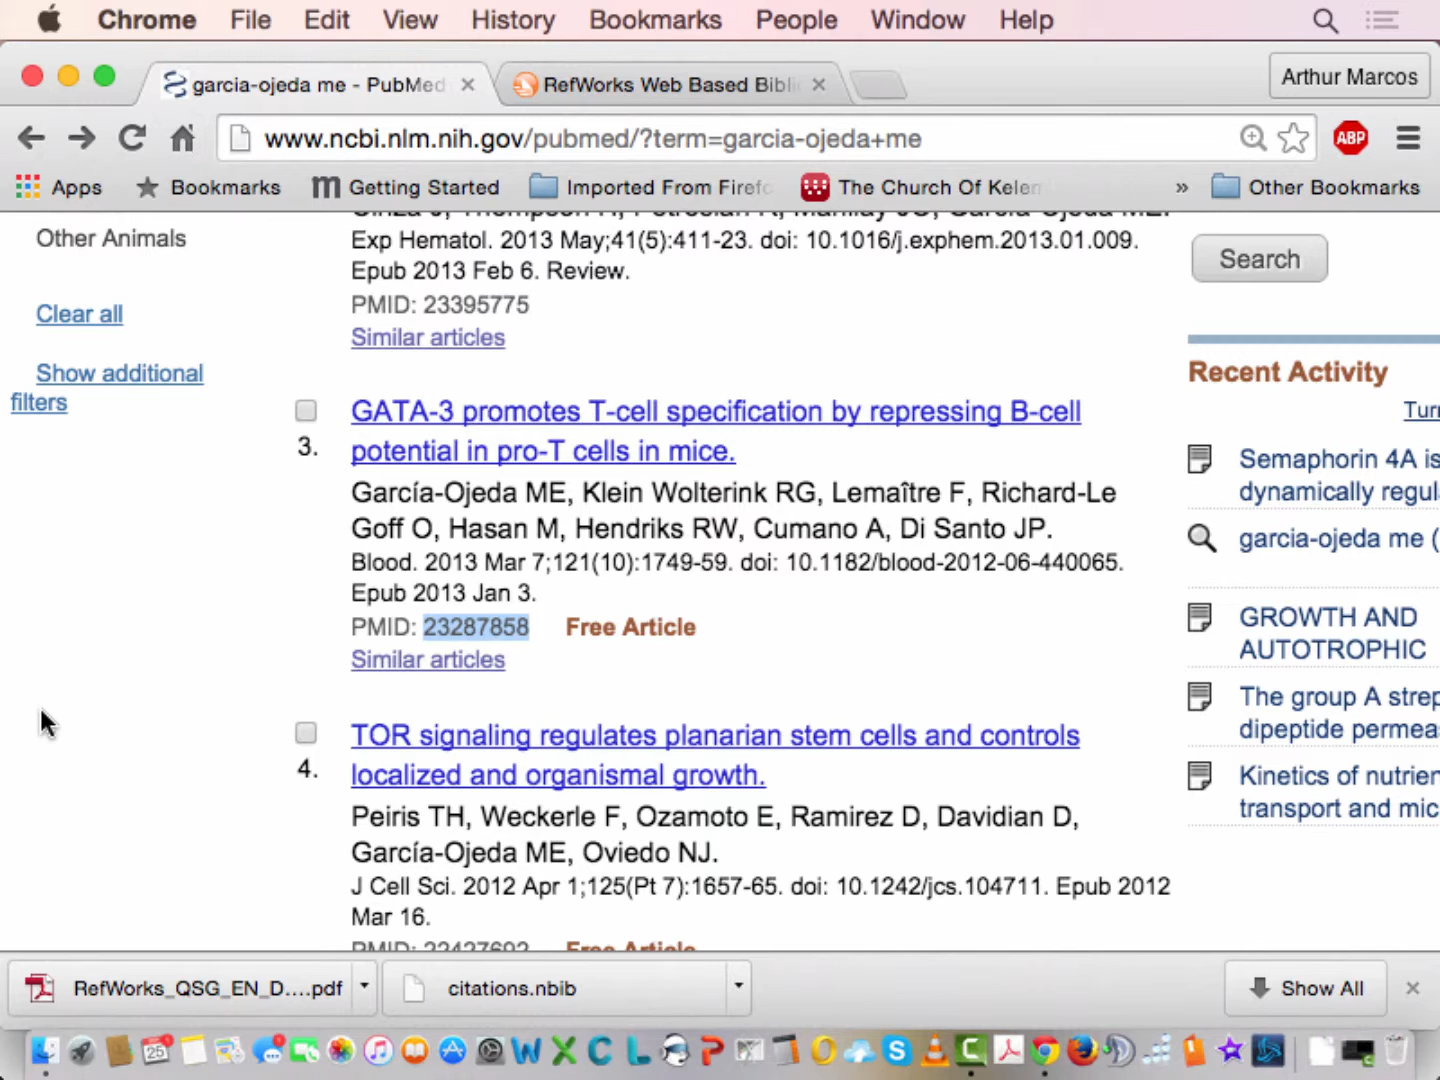 Chrome File Edit View History Bookmarks People Window Help
garcia-ojeda me - PubMed
RefWorks Web Based Bibli
Arthur Marcos
www.ncbi.nlm.nih.gov/pubmed/?term=garcia-ojeda+me
ABP
Apps Bookmarks Getting Started Imported From Firefo The Church Of Kelen » Other Bookmarks
Other Animals
Clear all
Show additional
filters
Exp Hematol. 2013 May;41(5):411-23. doi: 10.1016/j.exphem.2013.01.009.
Epub 2013 Feb 6. Review.
PMID: 23395775
Similar articles
GATA-3 promotes T-cell specification by repressing B-cell
3. potential in pro-T cells in mice.
García-Ojeda ME, Klein Wolterink RG, Lemaître F, Richard-Le
Goff O, Hasan M, Hendriks RW, Cumano A, Di Santo JP.
Blood. 2013 Mar 7;121(10):1749-59. doi: 10.1182/blood-2012-06-440065.
Epub 2013 Jan 3.
PMID: 23287858 Free Article
Similar articles
TOR signaling regulates planarian stem cells and controls
4. localized and organismal growth.
Peiris TH, Weckerle F, Ozamoto E, Ramirez D, Davidian D,
García-Ojeda ME, Oviedo NJ.
J Cell Sci. 2012 Apr 1;125(Pt 7):1657-65. doi: 10.1242/jcs.104711. Epub 2012
Mar 16.
PMID: 22427692 Free Article
Search
Recent Activity
Turn
Semaphorin 4A is
dynamically regul
garcia-ojeda me (
GROWTH AND
AUTOTROPHIC
The group A strep
dipeptide permea
Kinetics of nutrien
transport and mic
RefWorks_QSG_EN_D....pdf
citations.nbib
Show All
25